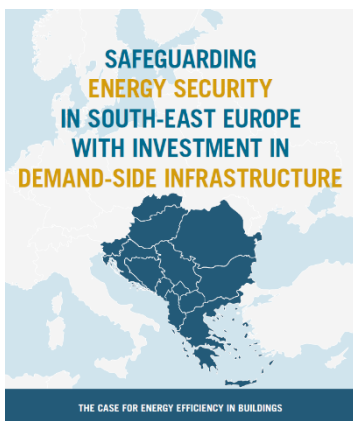 SAFEGUARDING
ENERGY SECURITY
IN SOUTH-EAST EUROPE
WITH INVESTMENT IN
DEMAND-SIDE INFRASTRUCTURE
THE CASE FOR ENERGY EFFICIENCY IN BUILDINGS